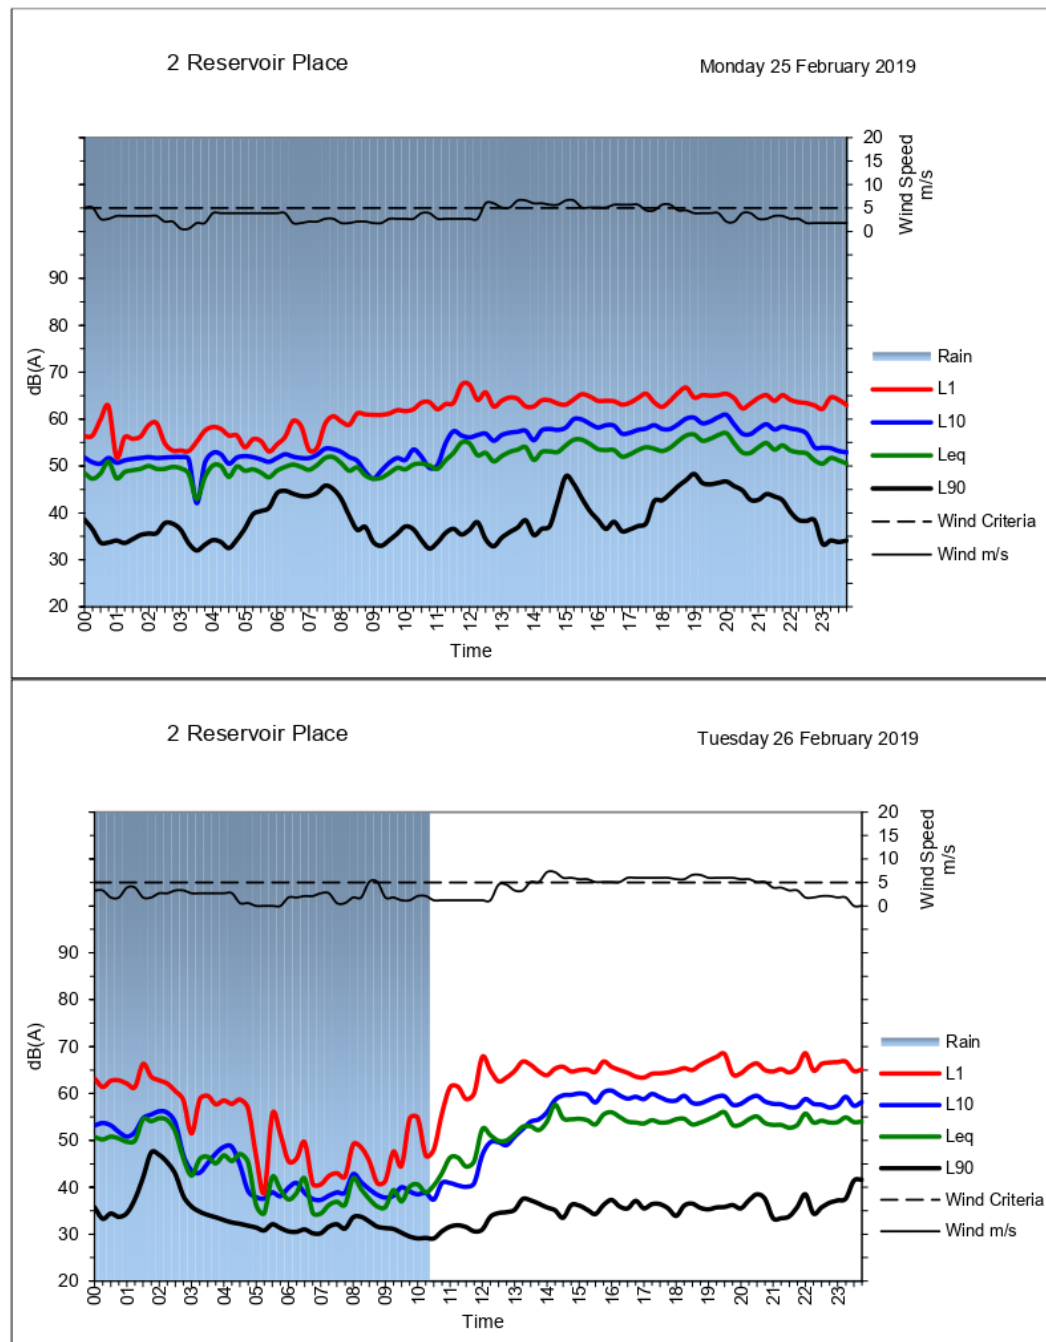 2 Reservoir Place
Monday 25 February 2019
20
15
10
5
0
Wind Speed
m/s
90
80
70
60
50
40
30
20
dB(A)
00 01 02 03 04 05 06 07 08 09 10 11 12 13 14 15 16 17 18 19 20 21 22 23
Time
Rain
L1
L10
Leq
L90
Wind Criteria
Wind m/s
2 Reservoir Place
Tuesday 26 February 2019
20
15
10
5
0
Wind Speed
m/s
90
80
70
60
50
40
30
20
dB(A)
00 01 02 03 04 05 06 07 08 09 10 11 12 13 14 15 16 17 18 19 20 21 22 23
Time
Rain
L1
L10
Leq
L90
Wind Criteria
Wind m/s